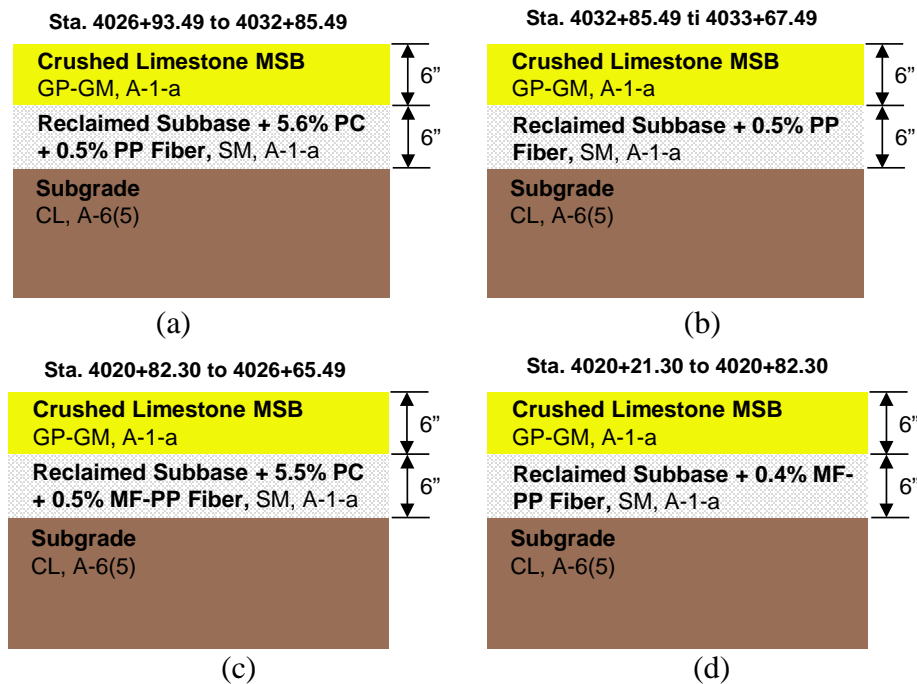 Sta. 4026+93.49 to 4032+85.49
Crushed Limestone MSB
GP-GM, A-1-a
6”
Reclaimed Subbase + 5.6% PC
+ 0.5% PP Fiber, SM, A-1-a
6”
Subgrade
CL, A-6(5)
(a)
Sta. 4032+85.49 ti 4033+67.49
Crushed Limestone MSB
GP-GM, A-1-a
6”
Reclaimed Subbase + 0.5% PP
Fiber, SM, A-1-a
6”
Subgrade
CL, A-6(5)
(b)
Sta. 4020+82.30 to 4026+65.49
Crushed Limestone MSB
GP-GM, A-1-a
6”
Reclaimed Subbase + 5.5% PC
+ 0.5% MF-PP Fiber, SM, A-1-a
6”
Subgrade
CL, A-6(5)
(c)
Sta. 4020+21.30 to 4020+82.30
Crushed Limestone MSB
GP-GM, A-1-a
6”
Reclaimed Subbase + 0.4% MF-
PP Fiber, SM, A-1-a
6”
Subgrade
CL, A-6(5)
(d)